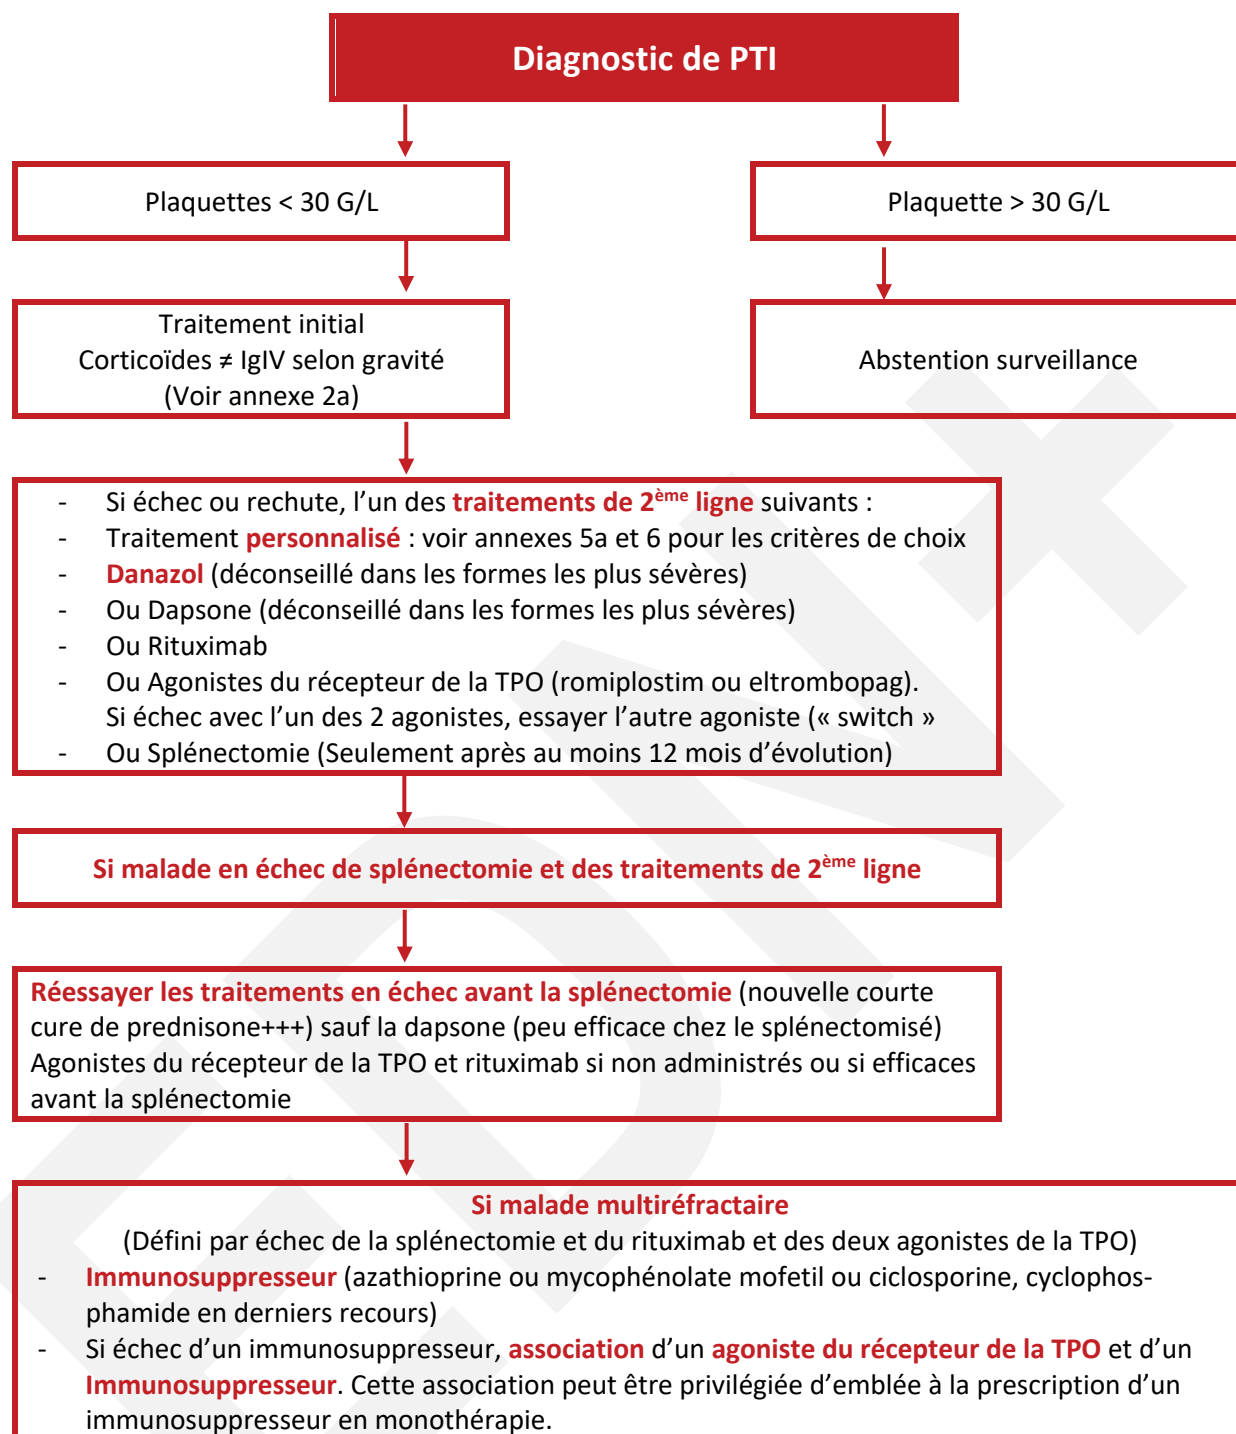 Diagnostic de PTI
Plaquettes < 30 G/L
Plaquette > 30 G/L
Traitement initial
Corticoïdes ≠ IgIV selon gravité
(Voir annexe 2a)
Abstention surveillance
- Si échec ou rechute, l’un des traitements de 2ème ligne suivants :
- Traitement personnalisé : voir annexes 5a et 6 pour les critères de choix
- Danazol (déconseillé dans les formes les plus sévères)
- Ou Dapsone (déconseillé dans les formes les plus sévères)
- Ou Rituximab
- Ou Agonistes du récepteur de la TPO (romiplostim ou eltrombopag).
Si échec avec l’un des 2 agonistes, essayer l’autre agoniste (« switch »
- Ou Splénectomie (Seulement après au moins 12 mois d’évolution)
Si malade en échec de splénectomie et des traitements de 2ème ligne
Réessayer les traitements en échec avant la splénectomie (nouvelle courte
cure de prednisone+++) sauf la dapsone (peu efficace chez le splénectomisé)
Agonistes du récepteur de la TPO et rituximab si non administrés ou si efficaces
avant la splénectomie
Si malade multiréfractaire
(Défini par échec de la splénectomie et du rituximab et des deux agonistes de la TPO)
- Immunosuppresseur (azathioprine ou mycophénolate mofetil ou ciclosporine, cyclophos-
phamide en derniers recours)
- Si échec d’un immunosuppresseur, association d’un agoniste du récepteur de la TPO et d’un
Immunosuppresseur. Cette association peut être privilégiée d’emblée à la prescription d’un
immunosuppresseur en monothérapie.
EDN+